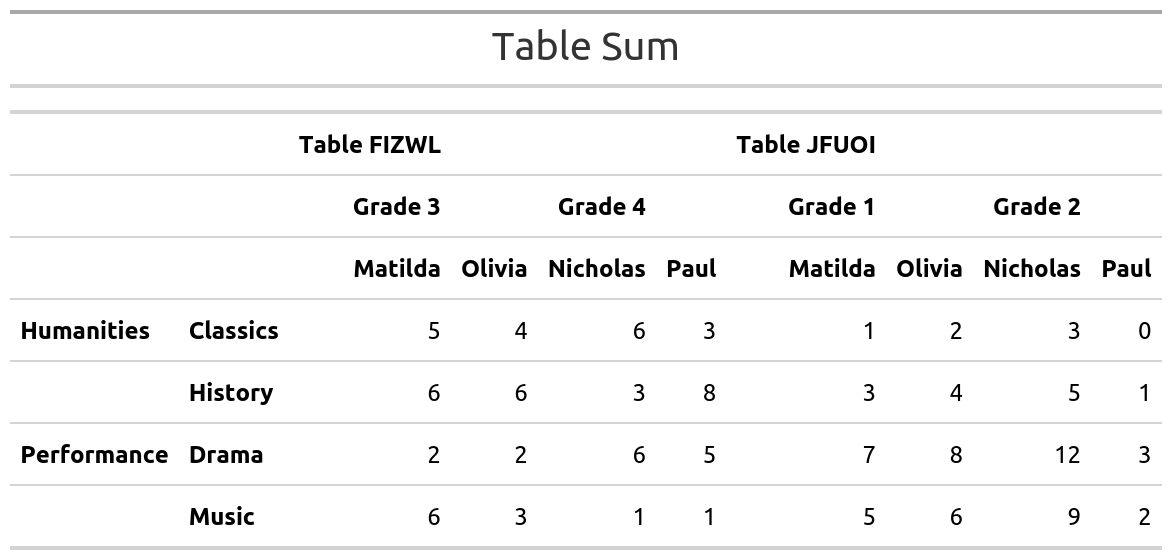 Table Sum
Table FIZWL Table JFUOI
Grade 3 Grade 4 Grade 1 Grade 2
Matilda Olivia Nicholas Paul Matilda Olivia Nicholas Paul
Humanities Classics 5 4 6 3 1 2 3 0
History 6 6 3 8 3 4 5 1
Performance Drama 2 2 6 5 7 8 12 3
Music 6 3 1 1 5 6 9 2